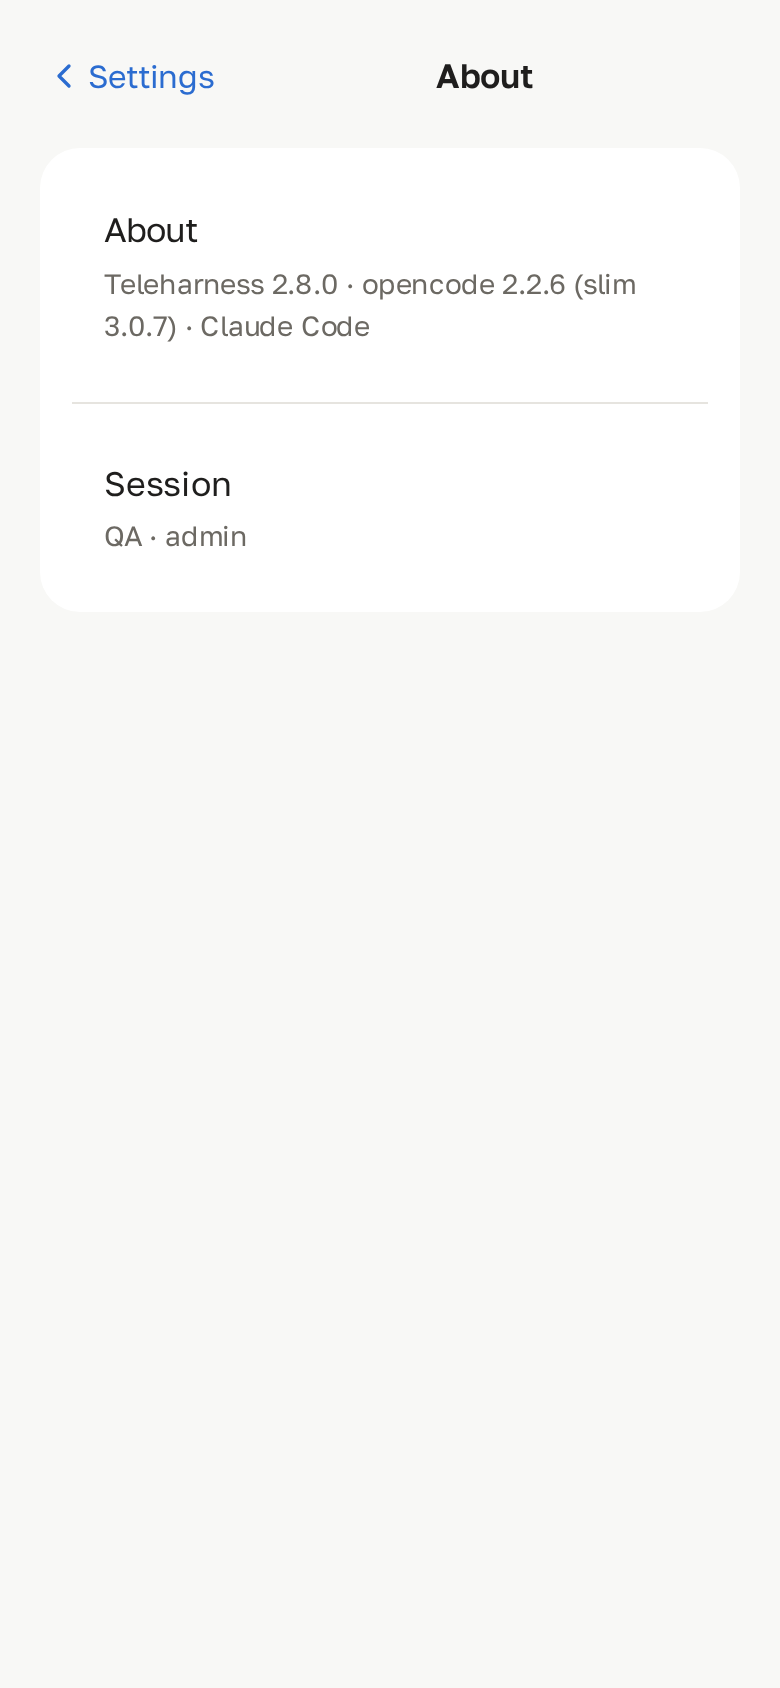 Settings
About
About
Teleharness 2.8.0 · opencode 2.2.6 (slim
3.0.7) · Claude Code
Session
QA · admin